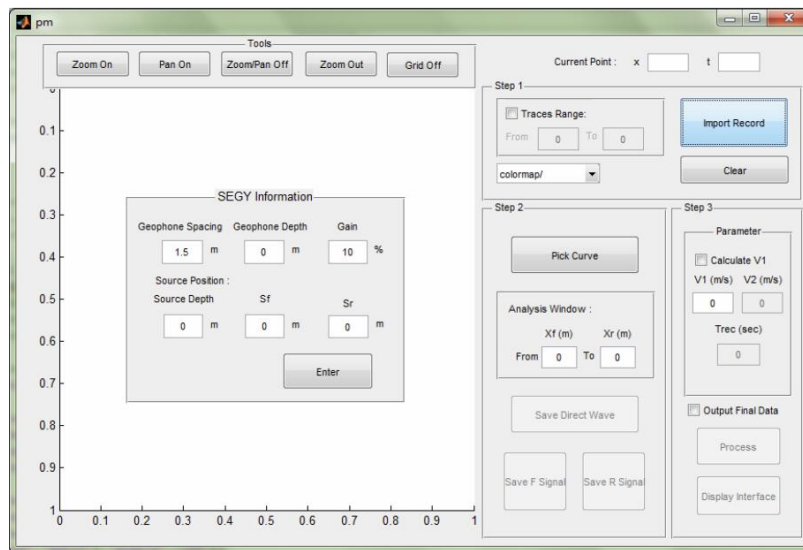 pm
Tools
Zoom On Pan On Zoom/Pan Off Zoom Out Grid Off
Current Point : x t
Step 1
Traces Range:
From 0 To 0
Import Record
colormap/
Clear
0.1
0.2
0.3
0.4
0.5
0.6
0.7
0.8
0.9
1
0 0.1 0.2 0.3 0.4 0.5 0.6 0.7 0.8 0.9 1
SEGY Information
Geophone Spacing Geophone Depth Gain
1.5 m 0 m 10 %
Source Position :
Source Depth Sf Sr
0 m 0 m 0 m
Enter
Step 2
Pick Curve
Analysis Window :
Xf (m) Xr (m)
From 0 To 0
Save Direct Wave
Save F Signal Save R Signal
Step 3
Parameter
Calculate V1
V1 (m/s) V2 (m/s)
0 0
Trec (sec)
0
Output Final Data
Process
Display Interface